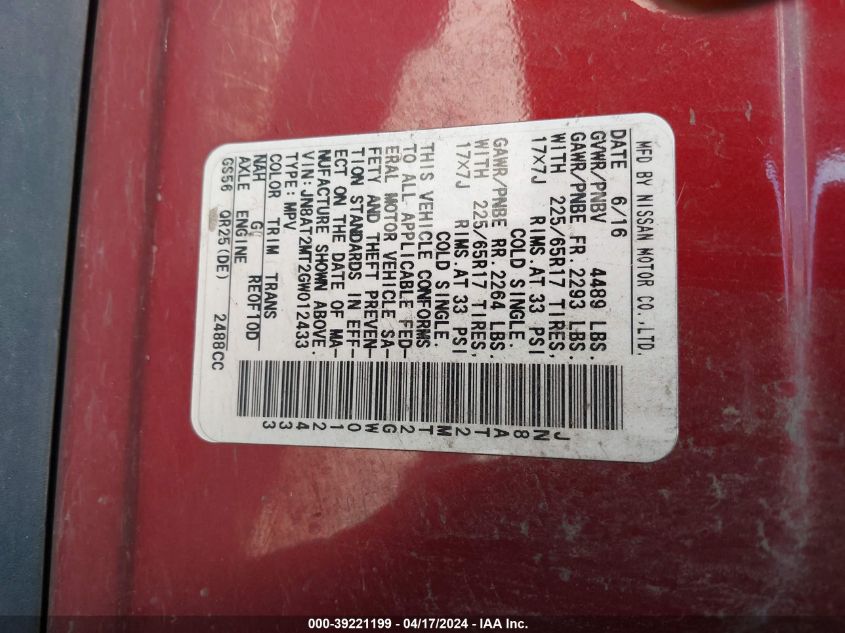 MFD BY NISSAN MOTOR CO.,LTD.
DATE 6/16
GVWR/PNBV 4489 LBS.
GAWR/PNBE FR. 2293 LBS.
WITH 225/65R17 TIRES,
17X7J RIMS.AT 33 PSI
COLD SINGLE.
GAWR/PNBE RR. 2264 LBS.
WITH 225/65R17 TIRES,
17X7J RIMS.AT 33 PSI
COLD SINGLE.
THIS VEHICLE CONFORMS
TO ALL APPLICABLE FED-
ERAL MOTOR VEHICLE SA-
FETY AND THEFT PREVEN-
TION STANDARDS IN EFF-
ECT ON THE DATE OF MA-
NUFACTURE SHOWN ABOVE.
VIN:JN8AT2MT2GW012433
TYPE:MPV
COLOR TRIM TRANS
NAH G RE0F10D
AXLE ENGINE
GS56 QR25(DE) 2488CC
JN8AT2MT2GW012433
000-39221199 - 04/17/2024 - IAA Inc.